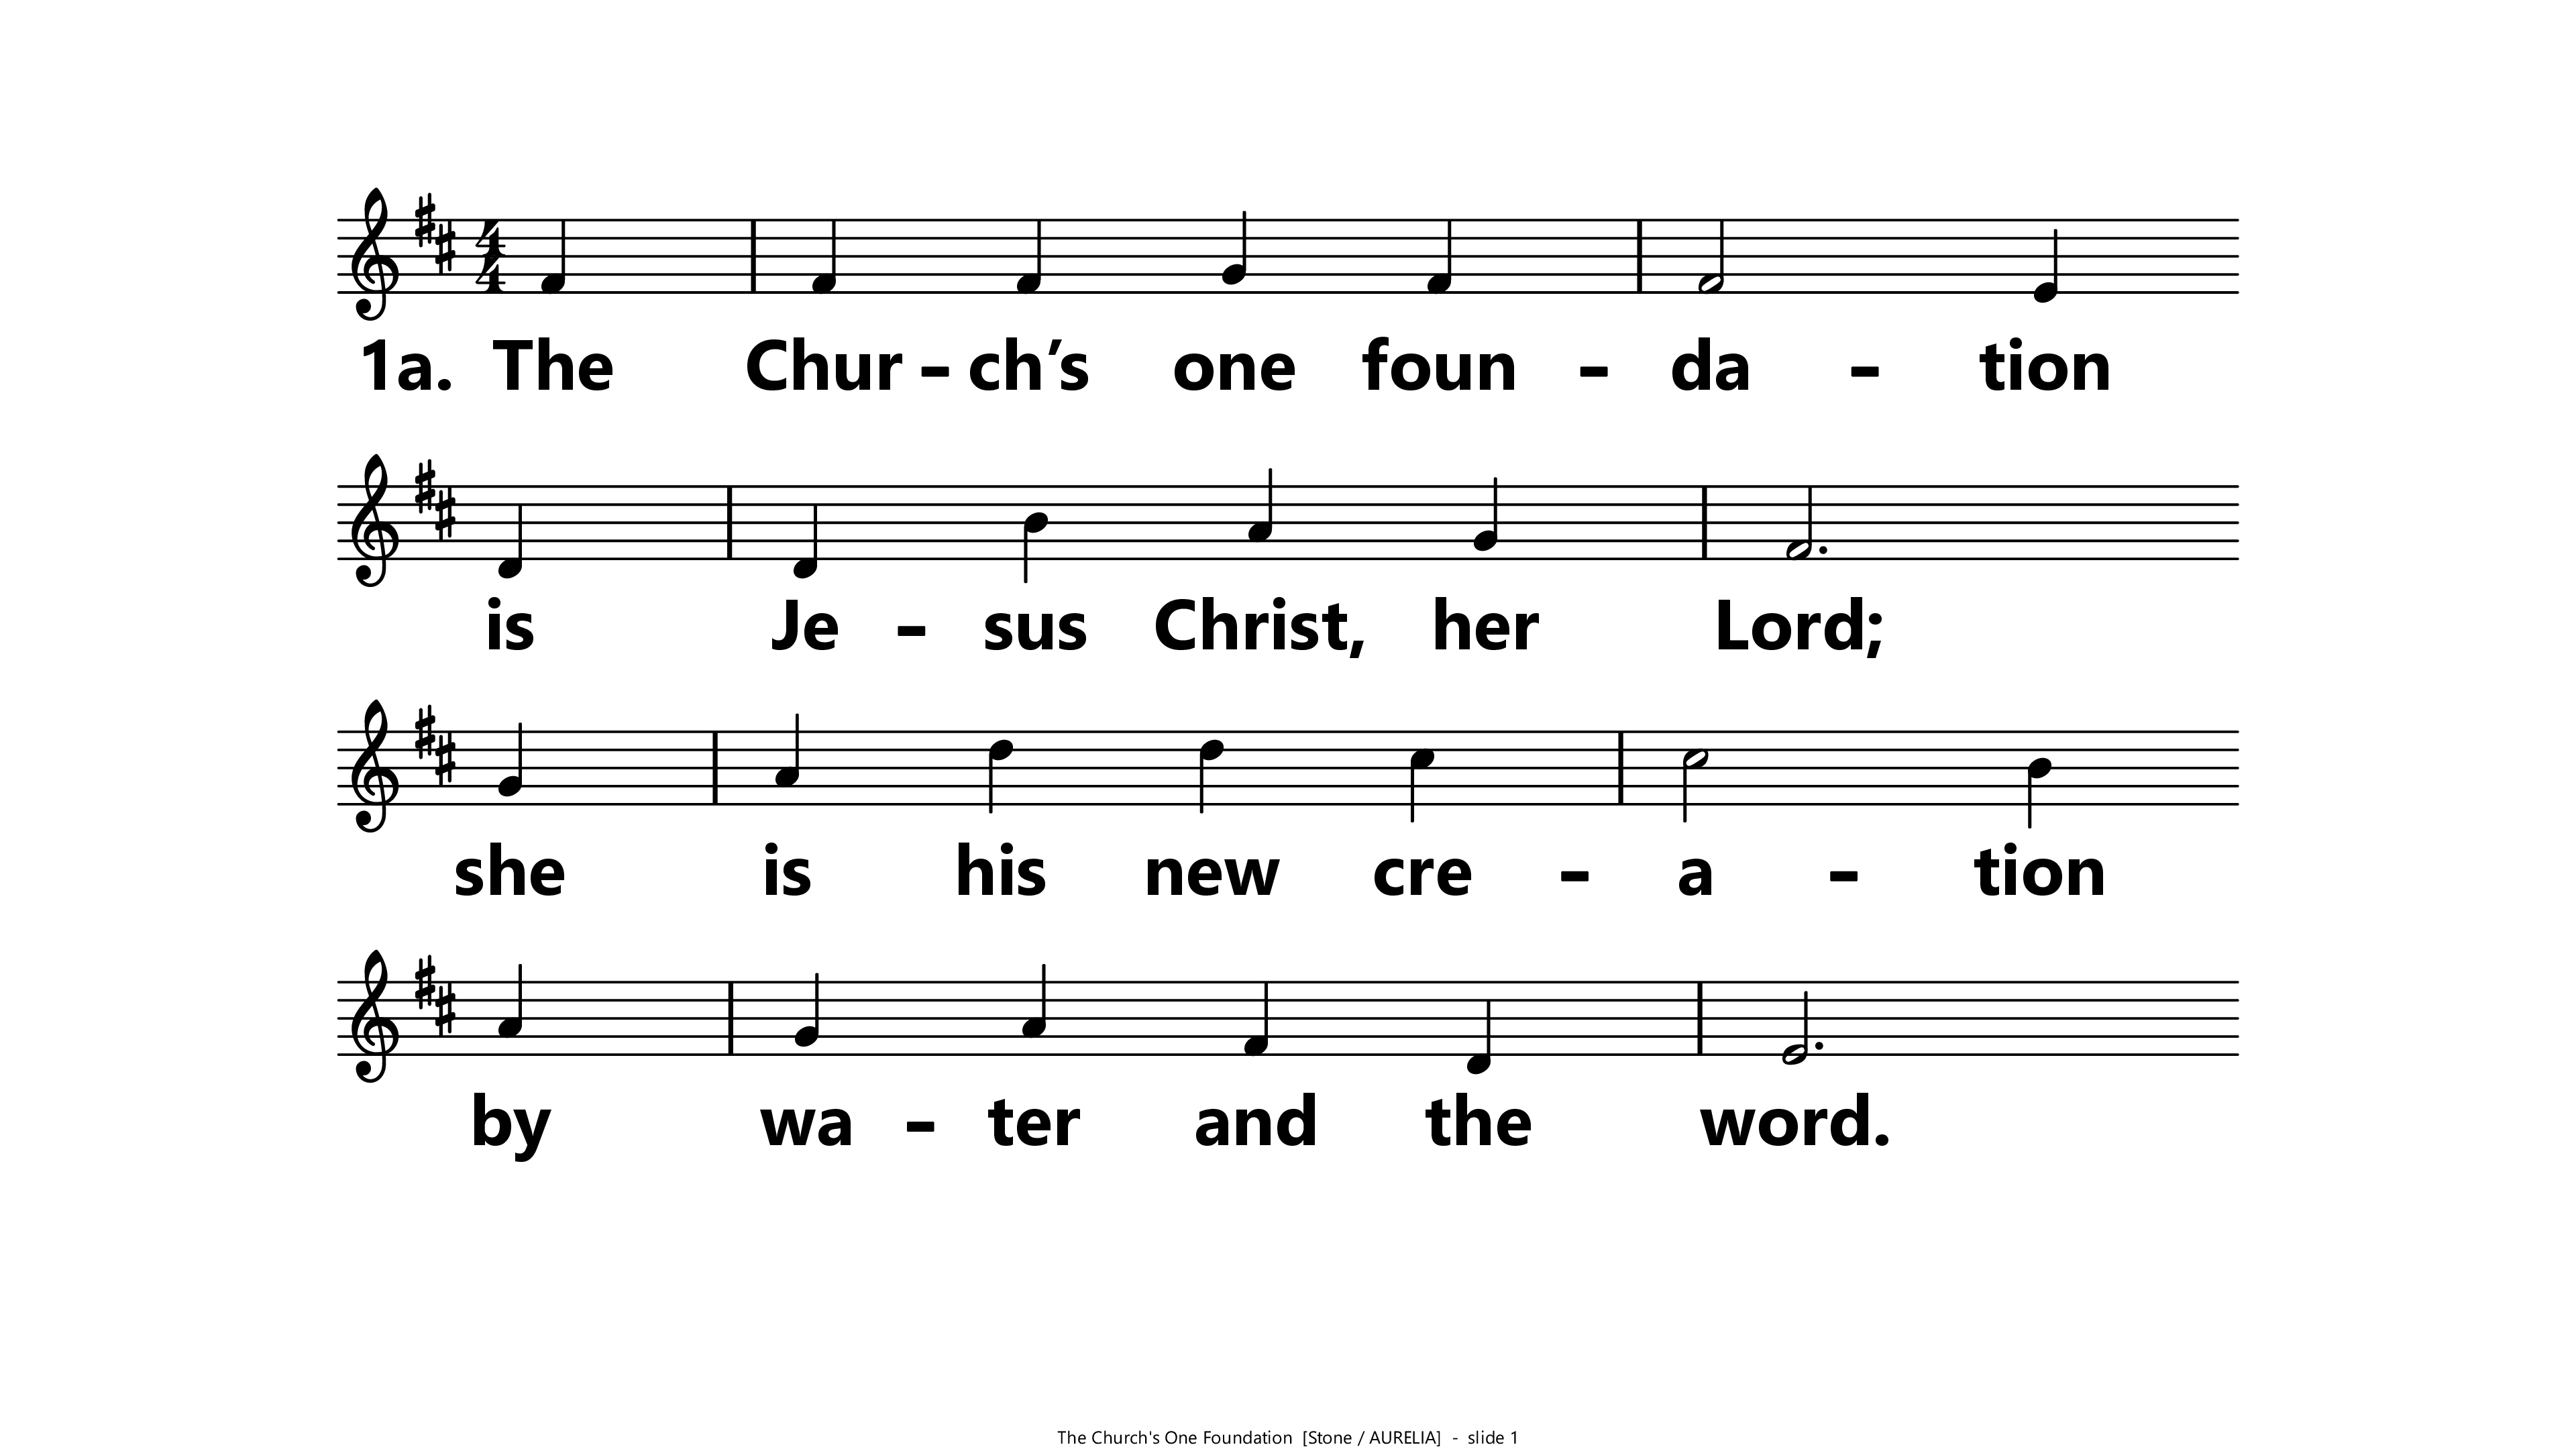 1a. The Chur - ch’s one foun - da - tion
is Je - sus Christ, her Lord;
she is his new cre - a - tion
by wa - ter and the word.
The Church's One Foundation [Stone / AURELIA] - slide 1